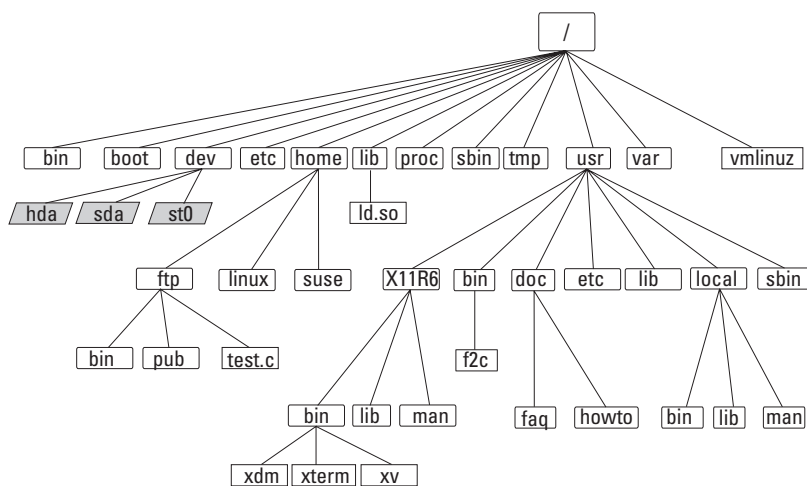 /
bin boot dev etc home lib proc sbin tmp usr var vmlinuz
hda sda st0 ld.so
ftp linux suse X11R6 bin doc etc lib local sbin
bin pub test.c f2c
bin lib man faq howto bin lib man
xdm xterm xv